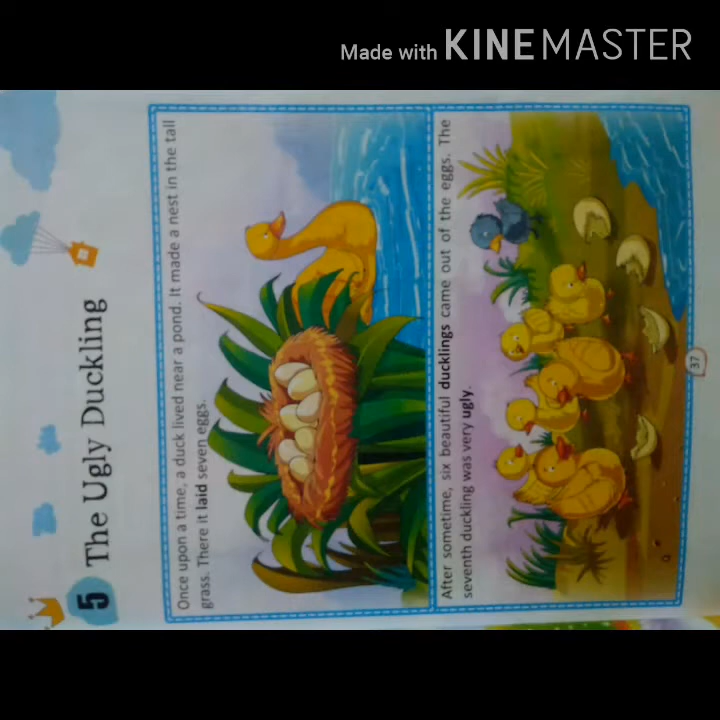 Made with KINEMASTER
5 The Ugly Duckling
Once upon a time, a duck lived near a pond. It made a nest in the tall
grass. There it laid seven eggs.
After sometime, six beautiful ducklings came out of the eggs. The
seventh duckling was very ugly.
37